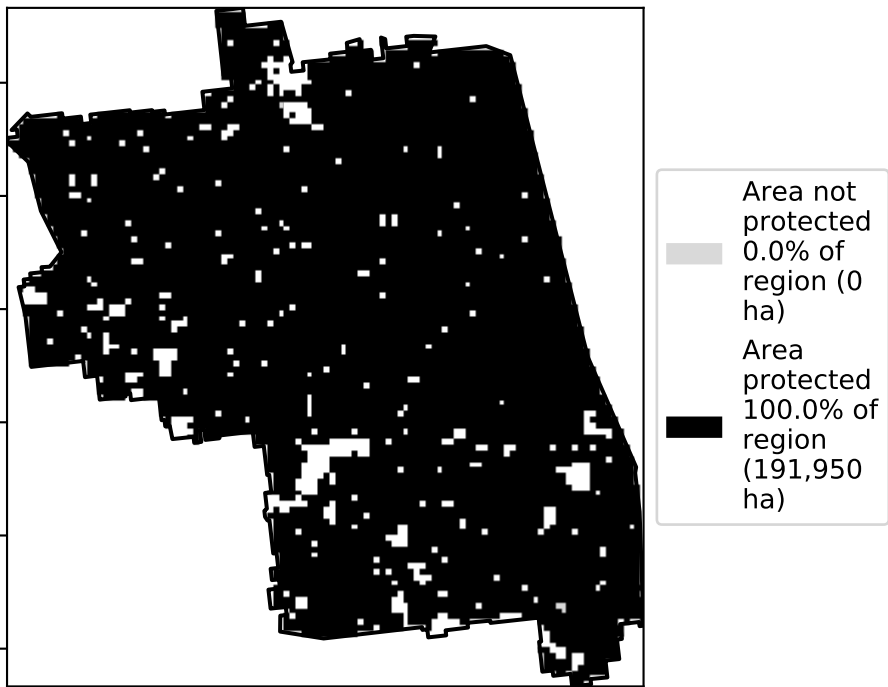 Area not
protected
0.0% of
region (0
ha)
Area
protected
100.0% of
region
(191,950
ha)